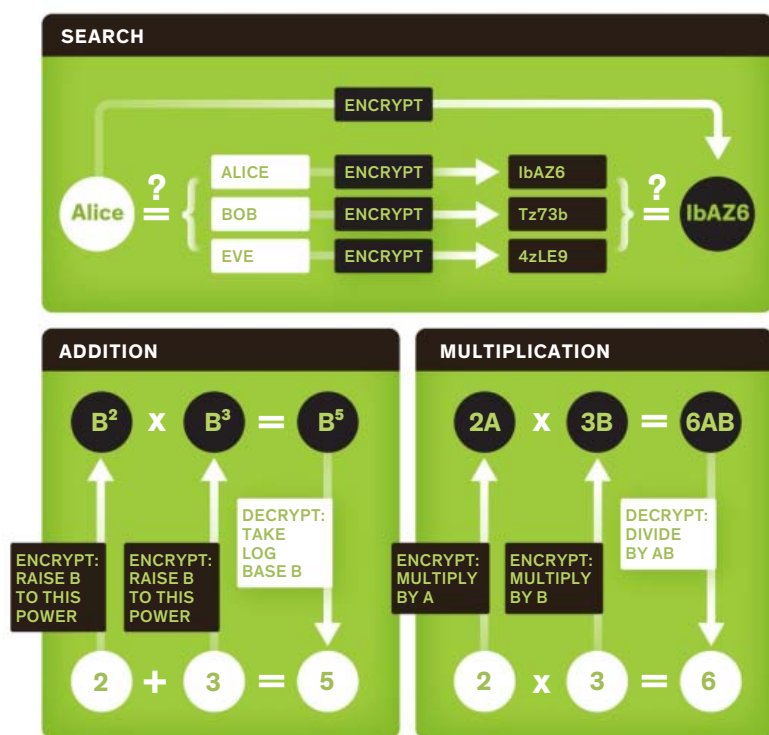 SEARCH
ENCRYPT
Alice ? = { ALICE ENCRYPT IbAZ6 } ? = IbAZ6
BOB ENCRYPT Tz73b
EVE ENCRYPT 4zLE9
ADDITION
B² x B³ = B⁵
ENCRYPT:
RAISE B
TO THIS
POWER
ENCRYPT:
RAISE B
TO THIS
POWER
DECRYPT:
TAKE
LOG
BASE B
2 + 3 = 5
MULTIPLICATION
2A x 3B = 6AB
ENCRYPT:
MULTIPLY
BY A
ENCRYPT:
MULTIPLY
BY B
DECRYPT:
DIVIDE
BY AB
2 x 3 = 6